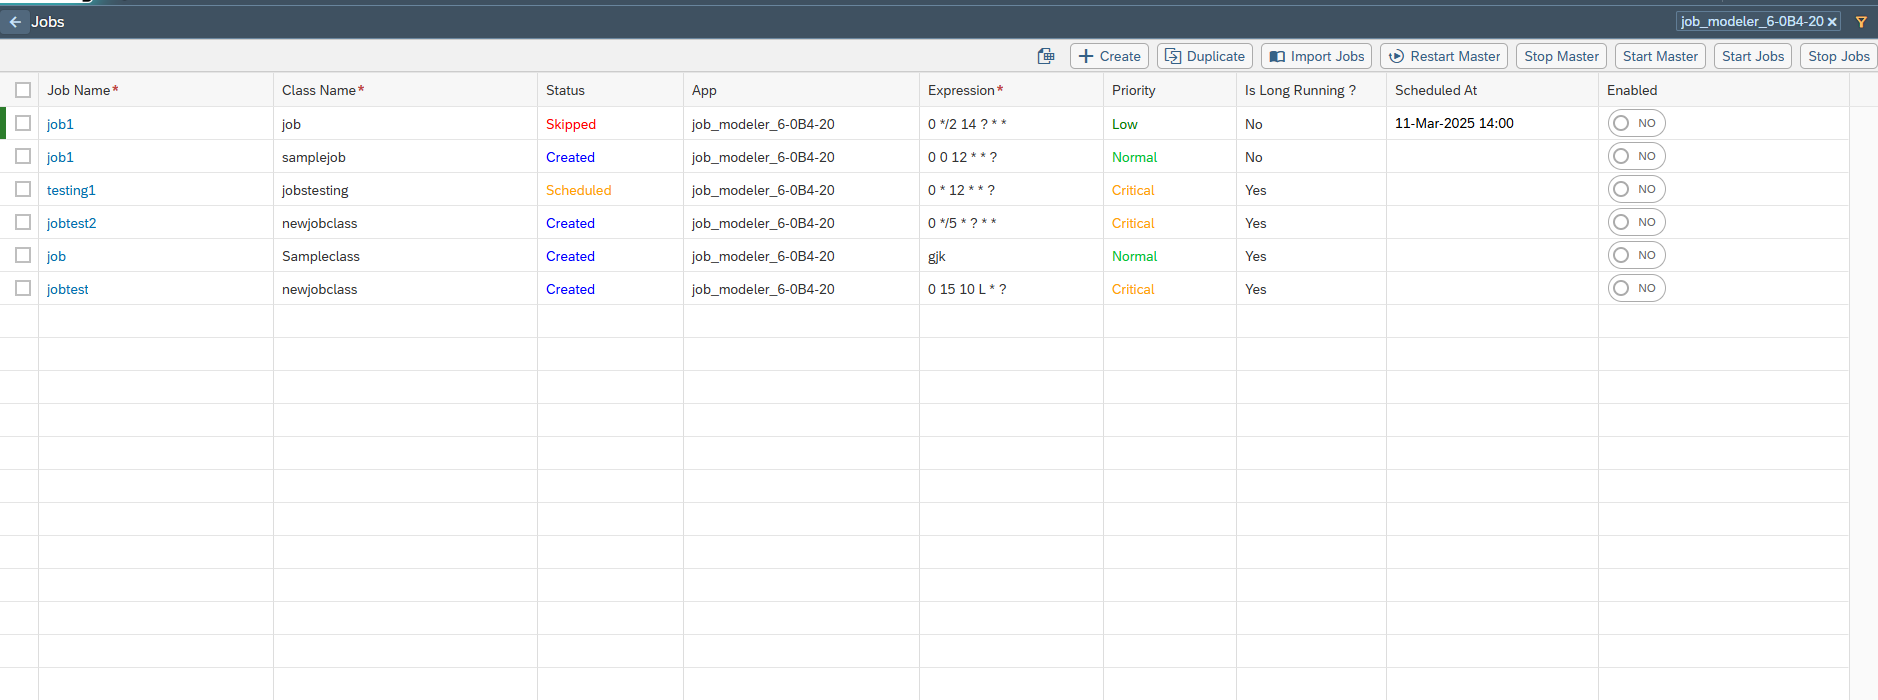 Jobs job_modeler_6-0B4-20
Create Duplicate Import Jobs Restart Master Stop Master Start Master Start Jobs Stop Jobs
Job Name* Class Name* Status App Expression* Priority Is Long Running ? Scheduled At Enabled
job1 job Skipped job_modeler_6-0B4-20 0 */2 14 ? * * Low No 11-Mar-2025 14:00 NO
job1 samplejob Created job_modeler_6-0B4-20 0 0 12 * * ? Normal No NO
testing1 jobstesting Scheduled job_modeler_6-0B4-20 0 * 12 * * ? Critical Yes NO
jobtest2 newjobclass Created job_modeler_6-0B4-20 0 */5 * ? * * Critical Yes NO
job Sampleclass Created job_modeler_6-0B4-20 gjk Normal Yes NO
jobtest newjobclass Created job_modeler_6-0B4-20 0 15 10 L * ? Critical Yes NO